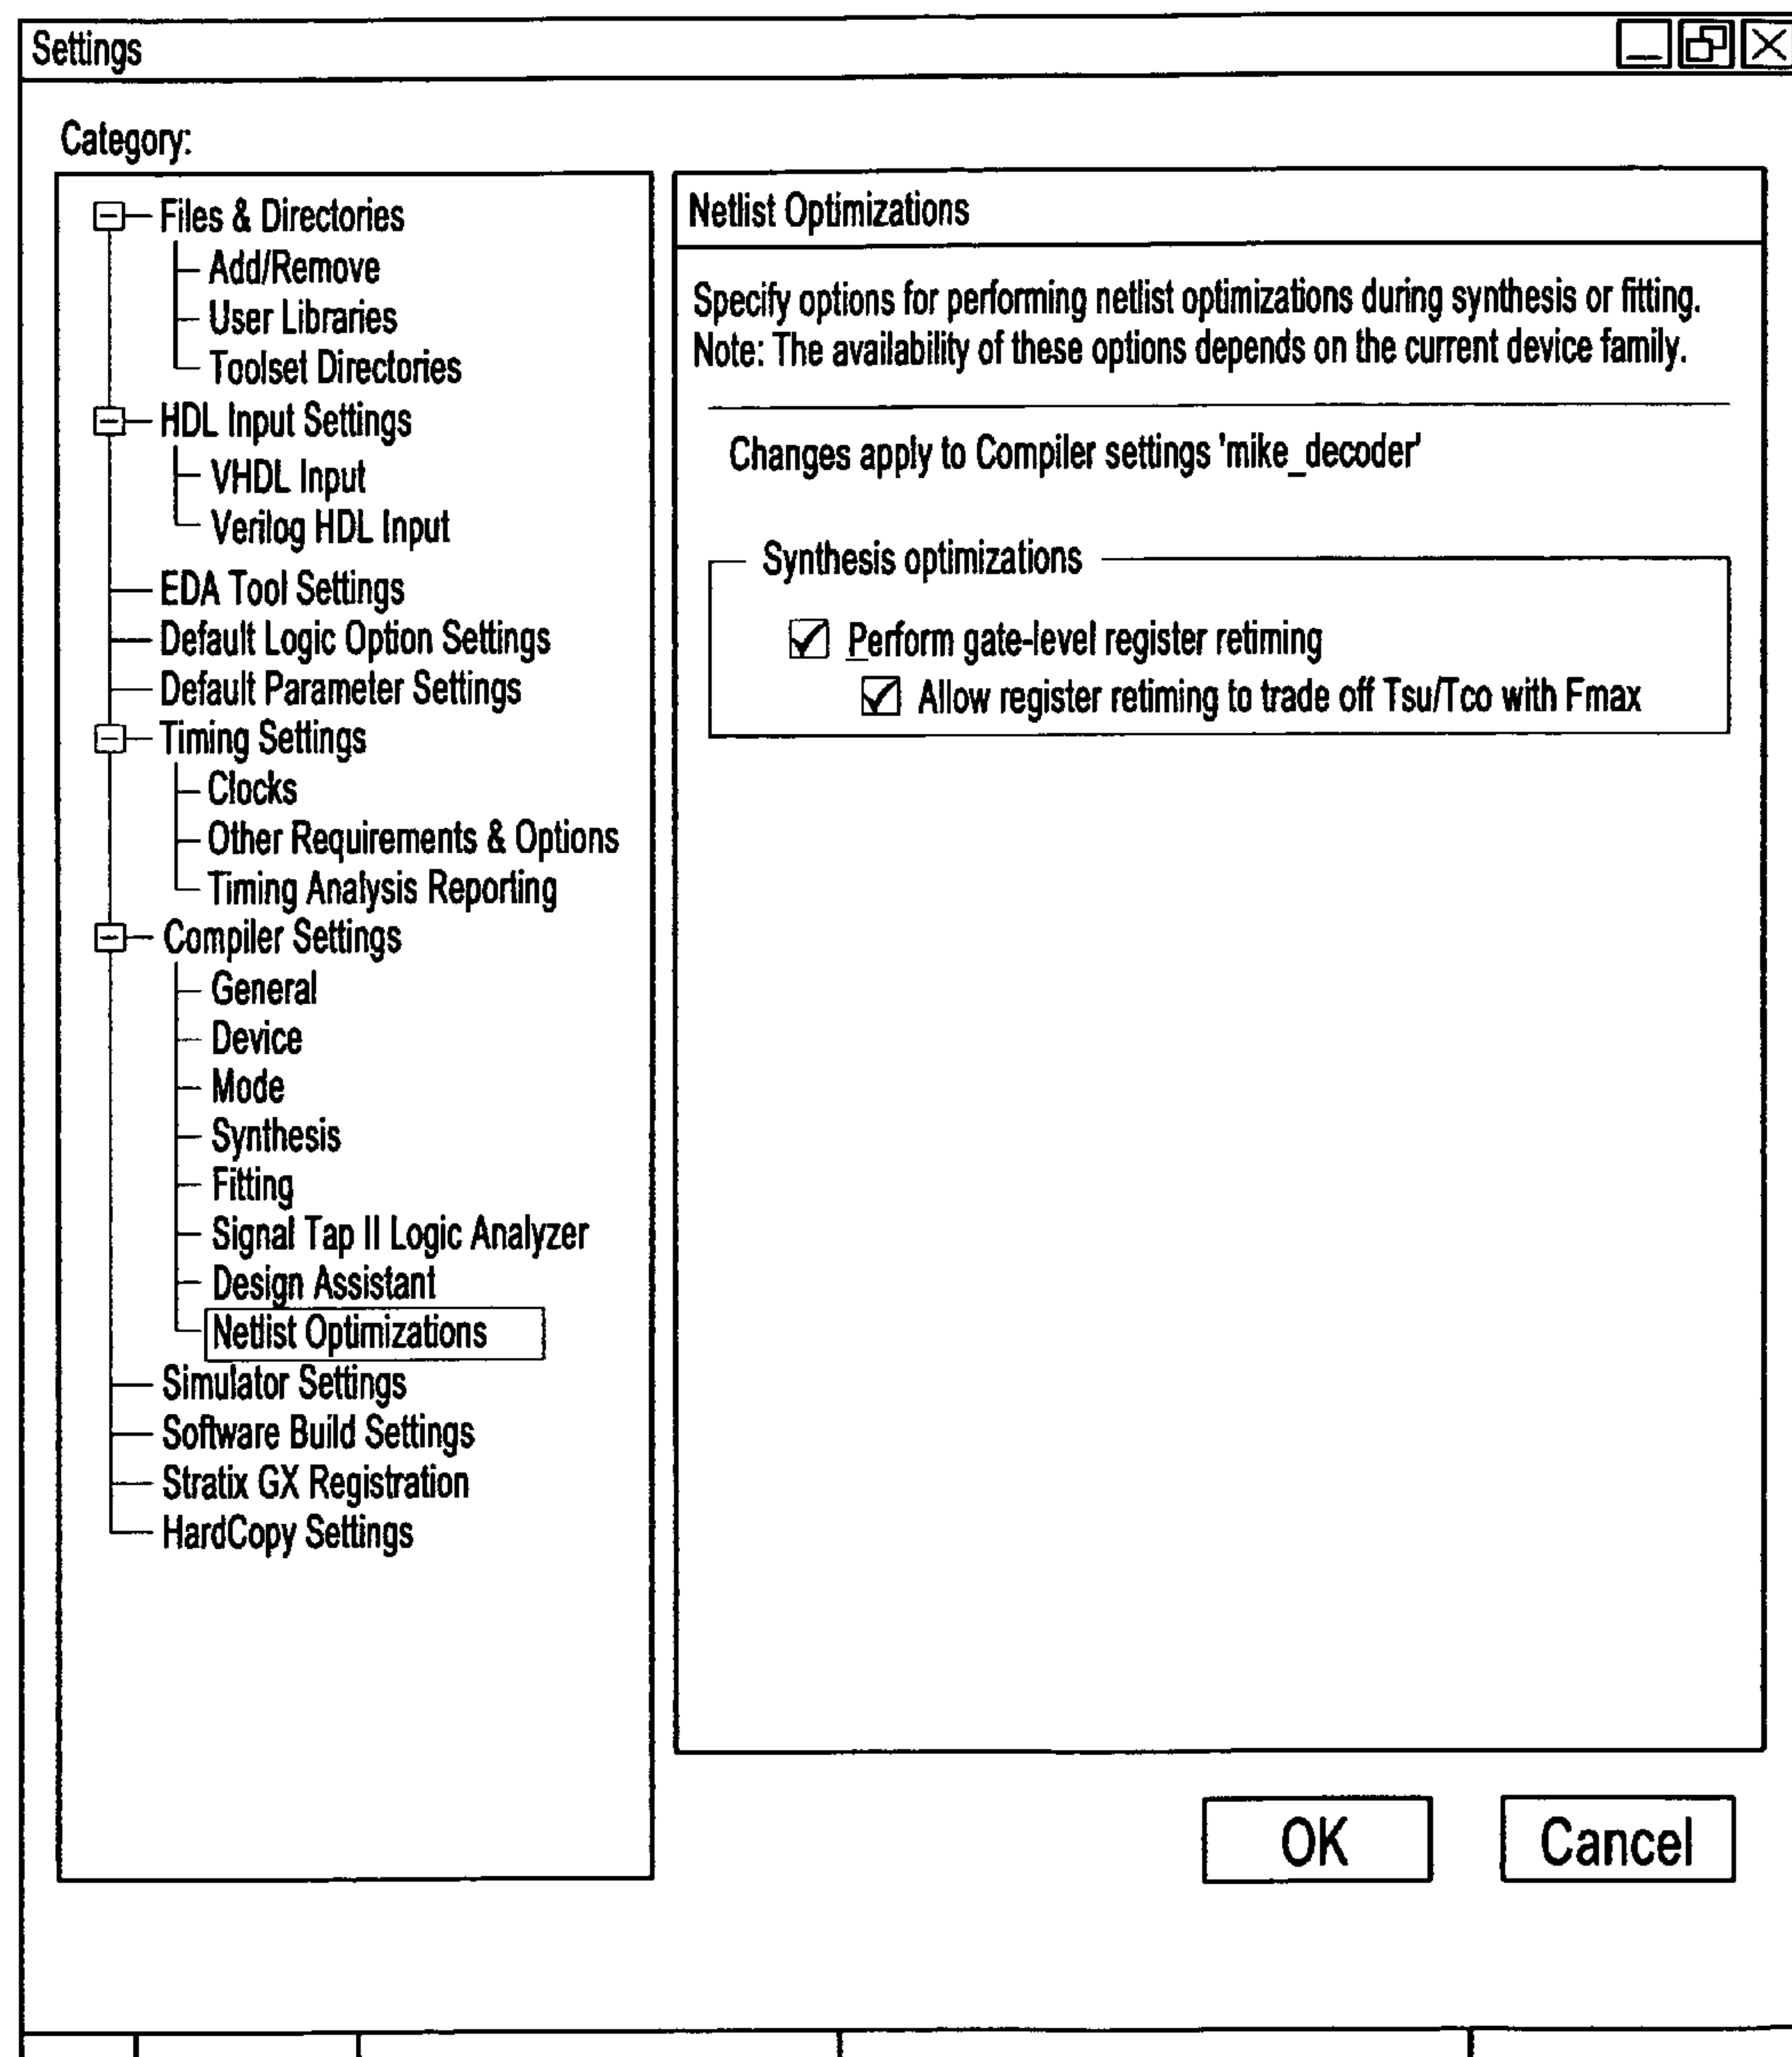 Settings
Category:
Files & Directories
Add/Remove
User Libraries
Toolset Directories
HDL Input Settings
VHDL Input
Verilog HDL Input
EDA Tool Settings
Default Logic Option Settings
Default Parameter Settings
Timing Settings
Clocks
Other Requirements & Options
Timing Analysis Reporting
Compiler Settings
General
Device
Mode
Synthesis
Fitting
Signal Tap II Logic Analyzer
Design Assistant
Netlist Optimizations
Simulator Settings
Software Build Settings
Stratix GX Registration
HardCopy Settings
Netlist Optimizations
Specify options for performing netlist optimizations during synthesis or fitting.
Note: The availability of these options depends on the current device family.
Changes apply to Compiler settings 'mike_decoder'
Synthesis optimizations
Perform gate-level register retiming
Allow register retiming to trade off Tsu/Tco with Fmax
OK
Cancel